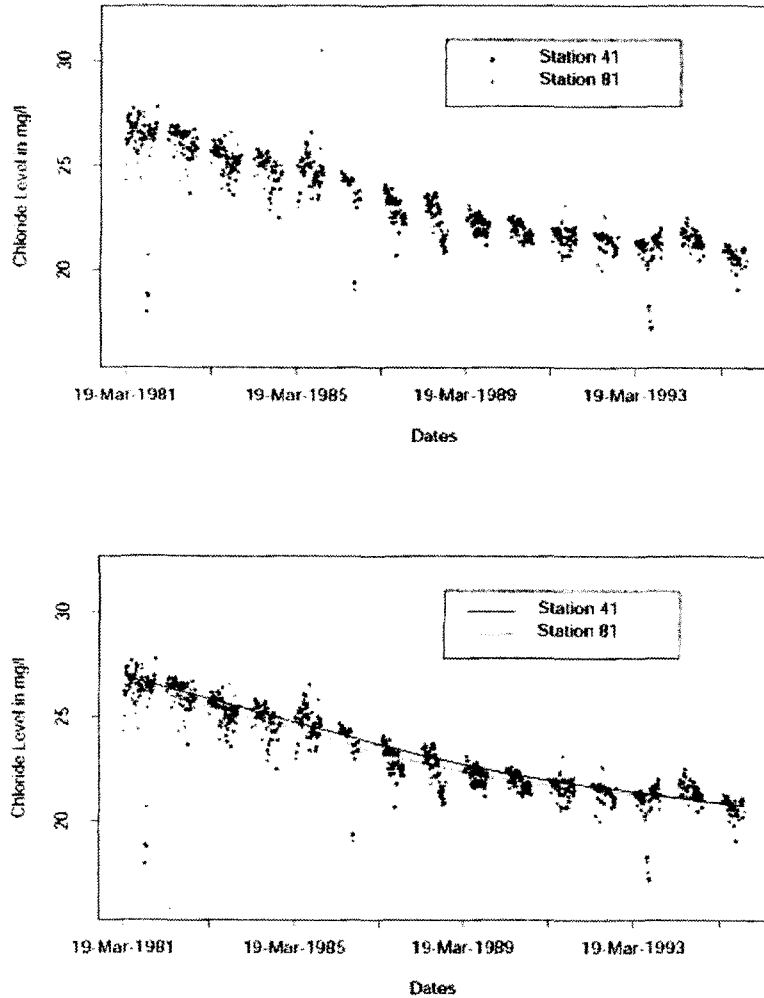 Station 41
Station 81
Chloride Level in mg/l
30
25
20
19-Mar-1981
19-Mar-1985
19-Mar-1989
19-Mar-1993
Dates
Station 41
Station 81
Chloride Level in mg/l
30
25
20
19-Mar-1981
19-Mar-1985
19-Mar-1989
19-Mar-1993
Dates